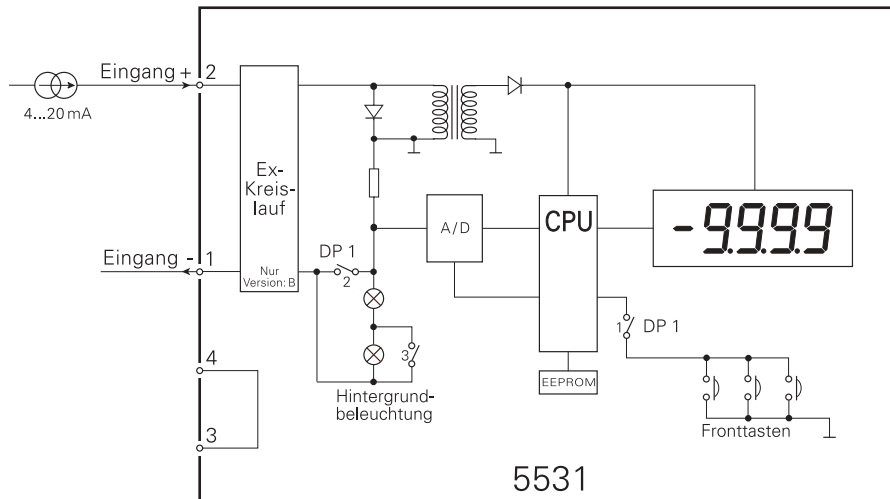 Eingang + 2
4...20 mA
Ex-
Kreis-
lauf
Nur
Version: B
Eingang - 1
DP 1
2
3
4
3
Hintergrund-
beleuchtung
A/D
CPU
EEPROM
-9.9.9.9
1 DP 1
Fronttasten
5531